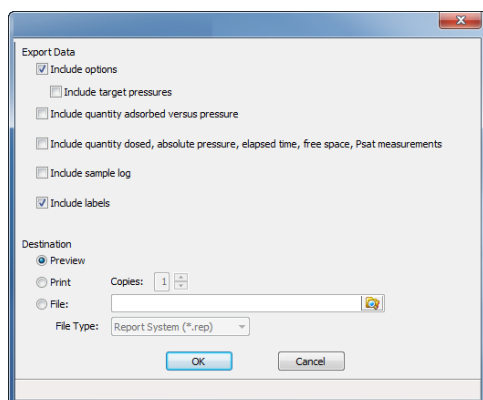 Export Data
Include options
Include target pressures
Include quantity adsorbed versus pressure
Include quantity dosed, absolute pressure, elapsed time, free space, Psat measurements
Include sample log
Include labels
Destination
Preview
Print Copies: 1
File:
File Type: Report System (*.rep)
OK Cancel